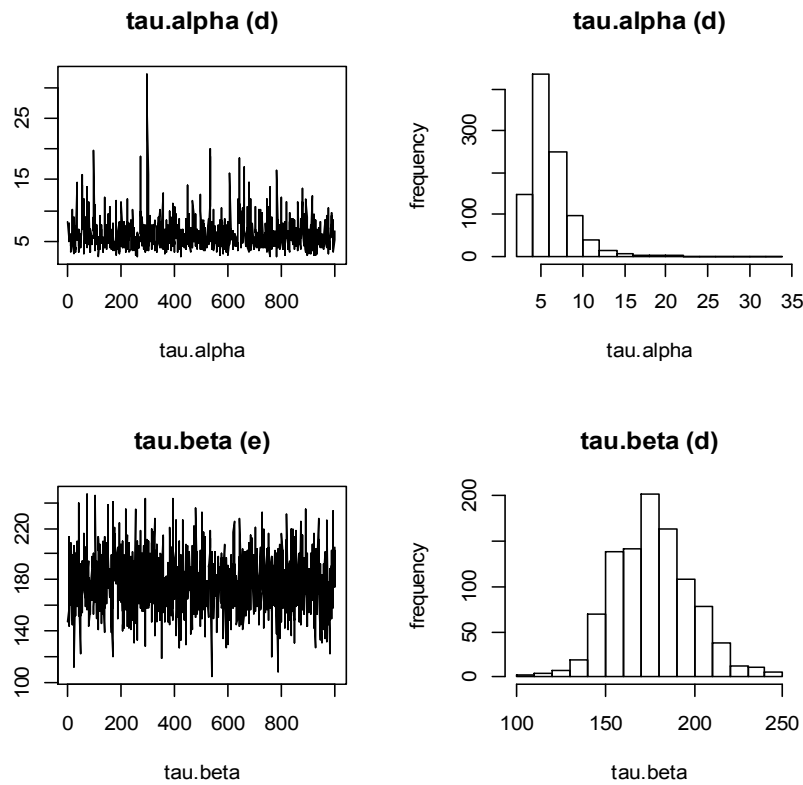 tau.alpha (d)
25
15
5
0 200 400 600 800
tau.alpha
tau.alpha (d)
frequency
300
100
0
5 10 15 20 25 30 35
tau.alpha
tau.beta (e)
220
180
140
100
0 200 400 600 800
tau.beta
tau.beta (d)
frequency
200
100
50
0
100 150 200 250
tau.beta